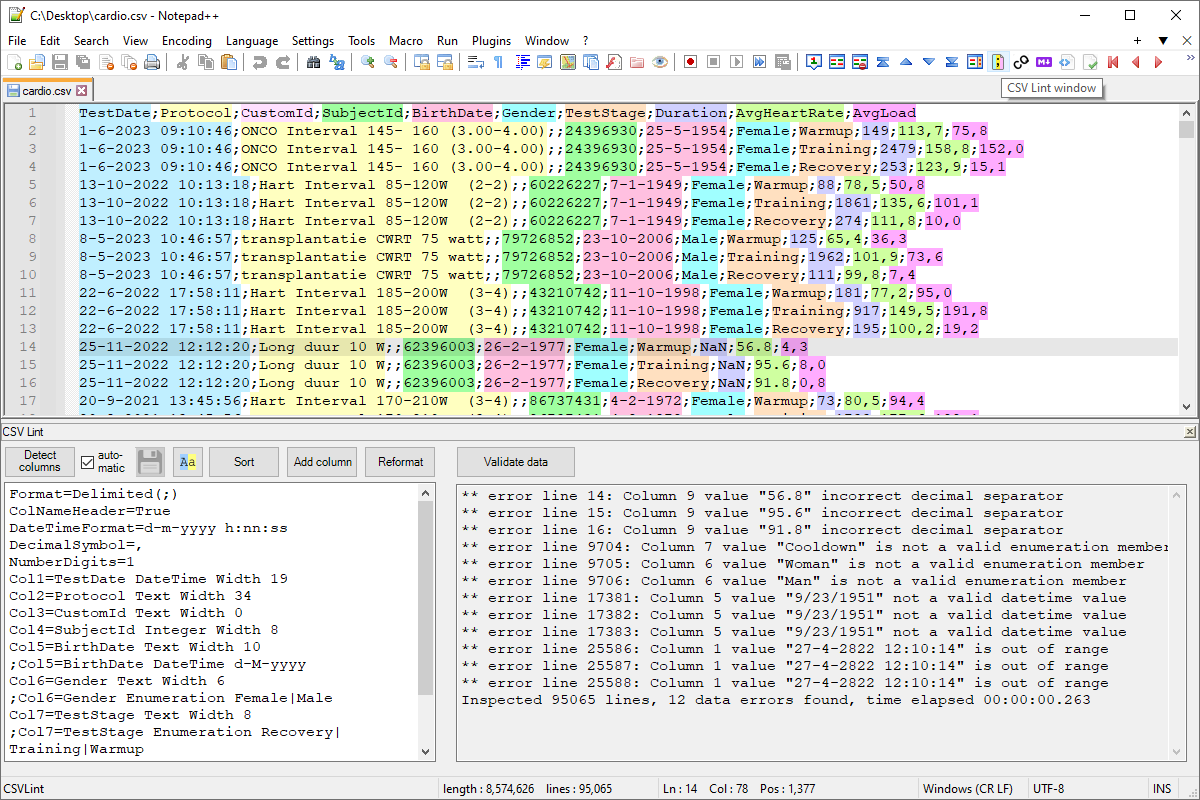 C:\Desktop\cardio.csv - Notepad++
File Edit Search View Encoding Language Settings Tools Macro Run Plugins Window ? + ▼ ✕
cardio.csv
CSV Lint window
1 TestDate;Protocol;CustomId;SubjectId;BirthDate;Gender;TestStage;Duration;AvgHeartRate;AvgLoad
2 1-6-2023 09:10:46;ONCO Interval 145- 160 (3.00-4.00);;24396930;25-5-1954;Female;Warmup;149;113,7;75,8
3 1-6-2023 09:10:46;ONCO Interval 145- 160 (3.00-4.00);;24396930;25-5-1954;Female;Training;2479;158,8;152,0
4 1-6-2023 09:10:46;ONCO Interval 145- 160 (3.00-4.00);;24396930;25-5-1954;Female;Recovery;253;123,9;15,1
5 13-10-2022 10:13:18;Hart Interval 85-120W  (2-2);;60226227;7-1-1949;Female;Warmup;88;78,5;50,8
6 13-10-2022 10:13:18;Hart Interval 85-120W  (2-2);;60226227;7-1-1949;Female;Training;1861;135,6;101,1
7 13-10-2022 10:13:18;Hart Interval 85-120W  (2-2);;60226227;7-1-1949;Female;Recovery;274;111,8;10,0
8 8-5-2023 10:46:57;transplantatie CWRT 75 watt;;79726852;23-10-2006;Male;Warmup;125;65,4;36,3
9 8-5-2023 10:46:57;transplantatie CWRT 75 watt;;79726852;23-10-2006;Male;Training;1962;101,9;73,6
10 8-5-2023 10:46:57;transplantatie CWRT 75 watt;;79726852;23-10-2006;Male;Recovery;111;99,8;7,4
11 22-6-2022 17:58:11;Hart Interval 185-200W  (3-4);;43210742;11-10-1998;Female;Warmup;181;77,2;95,0
12 22-6-2022 17:58:11;Hart Interval 185-200W  (3-4);;43210742;11-10-1998;Female;Training;917;149,5;191,8
13 22-6-2022 17:58:11;Hart Interval 185-200W  (3-4);;43210742;11-10-1998;Female;Recovery;195;100,2;19,2
14 25-11-2022 12:12:20;Long duur 10 W;;62396003;26-2-1977;Female;Warmup;NaN;56.8;4,3
15 25-11-2022 12:12:20;Long duur 10 W;;62396003;26-2-1977;Female;Training;NaN;95.6;8,0
16 25-11-2022 12:12:20;Long duur 10 W;;62396003;26-2-1977;Female;Recovery;NaN;91.8;0,8
17 20-9-2021 13:45:56;Hart Interval 170-210W  (3-4);;86737431;4-2-1972;Female;Warmup;73;80,5;94,4
CSV Lint
Detect columns auto-matic Aa Sort Add column Reformat Validate data
Format=Delimited(;)
ColNameHeader=True
DateTimeFormat=d-m-yyyy h:nn:ss
DecimalSymbol=,
NumberDigits=1
Col1=TestDate DateTime Width 19
Col2=Protocol Text Width 34
Col3=CustomId Text Width 0
Col4=SubjectId Integer Width 8
Col5=BirthDate Text Width 10
;Col5=BirthDate DateTime d-M-yyyy
Col6=Gender Text Width 6
;Col6=Gender Enumeration Female|Male
Col7=TestStage Text Width 8
;Col7=TestStage Enumeration Recovery|
Training|Warmup
** error line 14: Column 9 value "56.8" incorrect decimal separator
** error line 15: Column 9 value "95.6" incorrect decimal separator
** error line 16: Column 9 value "91.8" incorrect decimal separator
** error line 9704: Column 7 value "Cooldown" is not a valid enumeration member
** error line 9705: Column 6 value "Woman" is not a valid enumeration member
** error line 9706: Column 6 value "Man" is not a valid enumeration member
** error line 17381: Column 5 value "9/23/1951" not a valid datetime value
** error line 17382: Column 5 value "9/23/1951" not a valid datetime value
** error line 17383: Column 5 value "9/23/1951" not a valid datetime value
** error line 25586: Column 1 value "27-4-2822 12:10:14" is out of range
** error line 25587: Column 1 value "27-4-2822 12:10:14" is out of range
** error line 25588: Column 1 value "27-4-2822 12:10:14" is out of range
Inspected 95065 lines, 12 data errors found, time elapsed 00:00:00.263
CSVLint length : 8,574,626 lines : 95,065 Ln : 14 Col : 78 Pos : 1,377 Windows (CR LF) UTF-8 INS